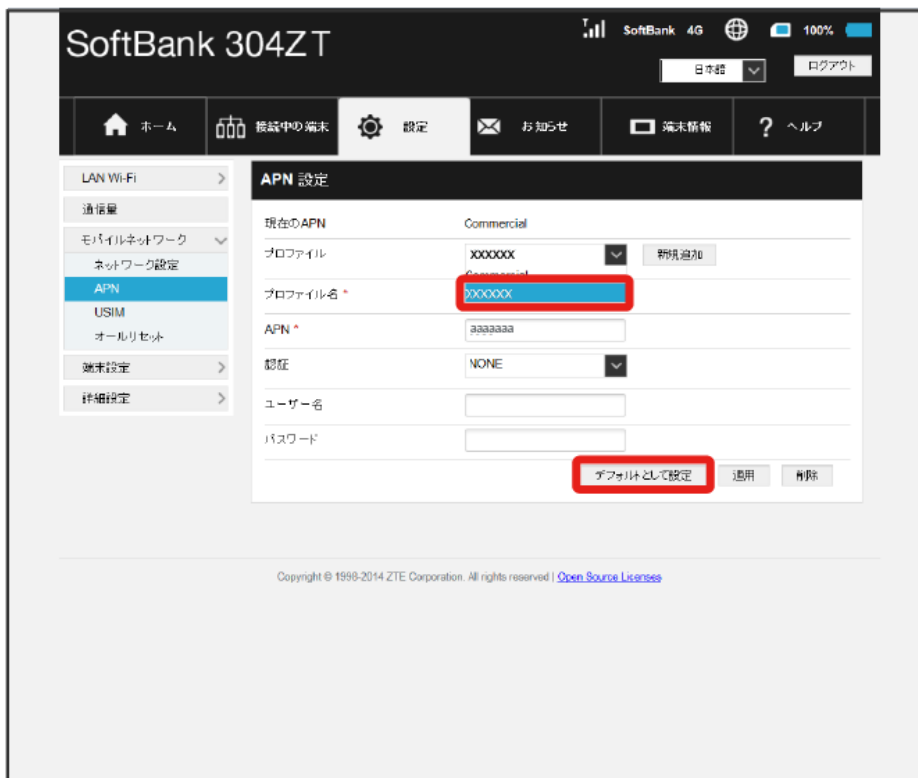 SoftBank 304ZT
SoftBank 4G 100%
日本語 ログアウト
ホーム 接続中の端末 設定 お知らせ 端末情報 ? ヘルプ
LAN Wi-Fi
通信量
モバイルネットワーク
ネットワーク設定
APN
USIM
オールリセット
端末設定
詳細設定
APN 設定
現在のAPN Commercial
プロファイル xxxxxx 新規追加
Commercial
プロファイル名 * XXXXXX
APN * aaaaaaa
認証 NONE
ユーザー名
パスワード
デフォルトとして設定 適用 削除
Copyright © 1998-2014 ZTE Corporation. All rights reserved | Open Source Licenses